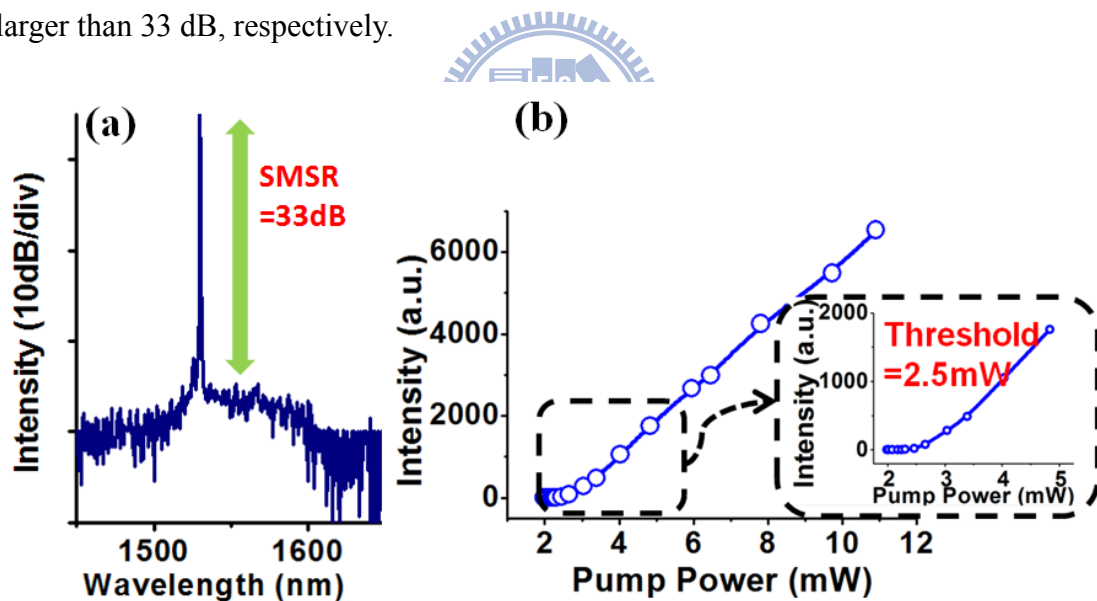 larger than 33 dB, respectively.
(a)
SMSR
=33dB
Intensity (10dB/div)
1500
1600
Wavelength (nm)
(b)
Intensity (a.u.)
6000
4000
2000
0
2
4
6
8
10
12
Pump Power (mW)
Intensity (a.u.)
2000
1000
0
Threshold
=2.5mW
2
3
4
5
Pump Power (mW)